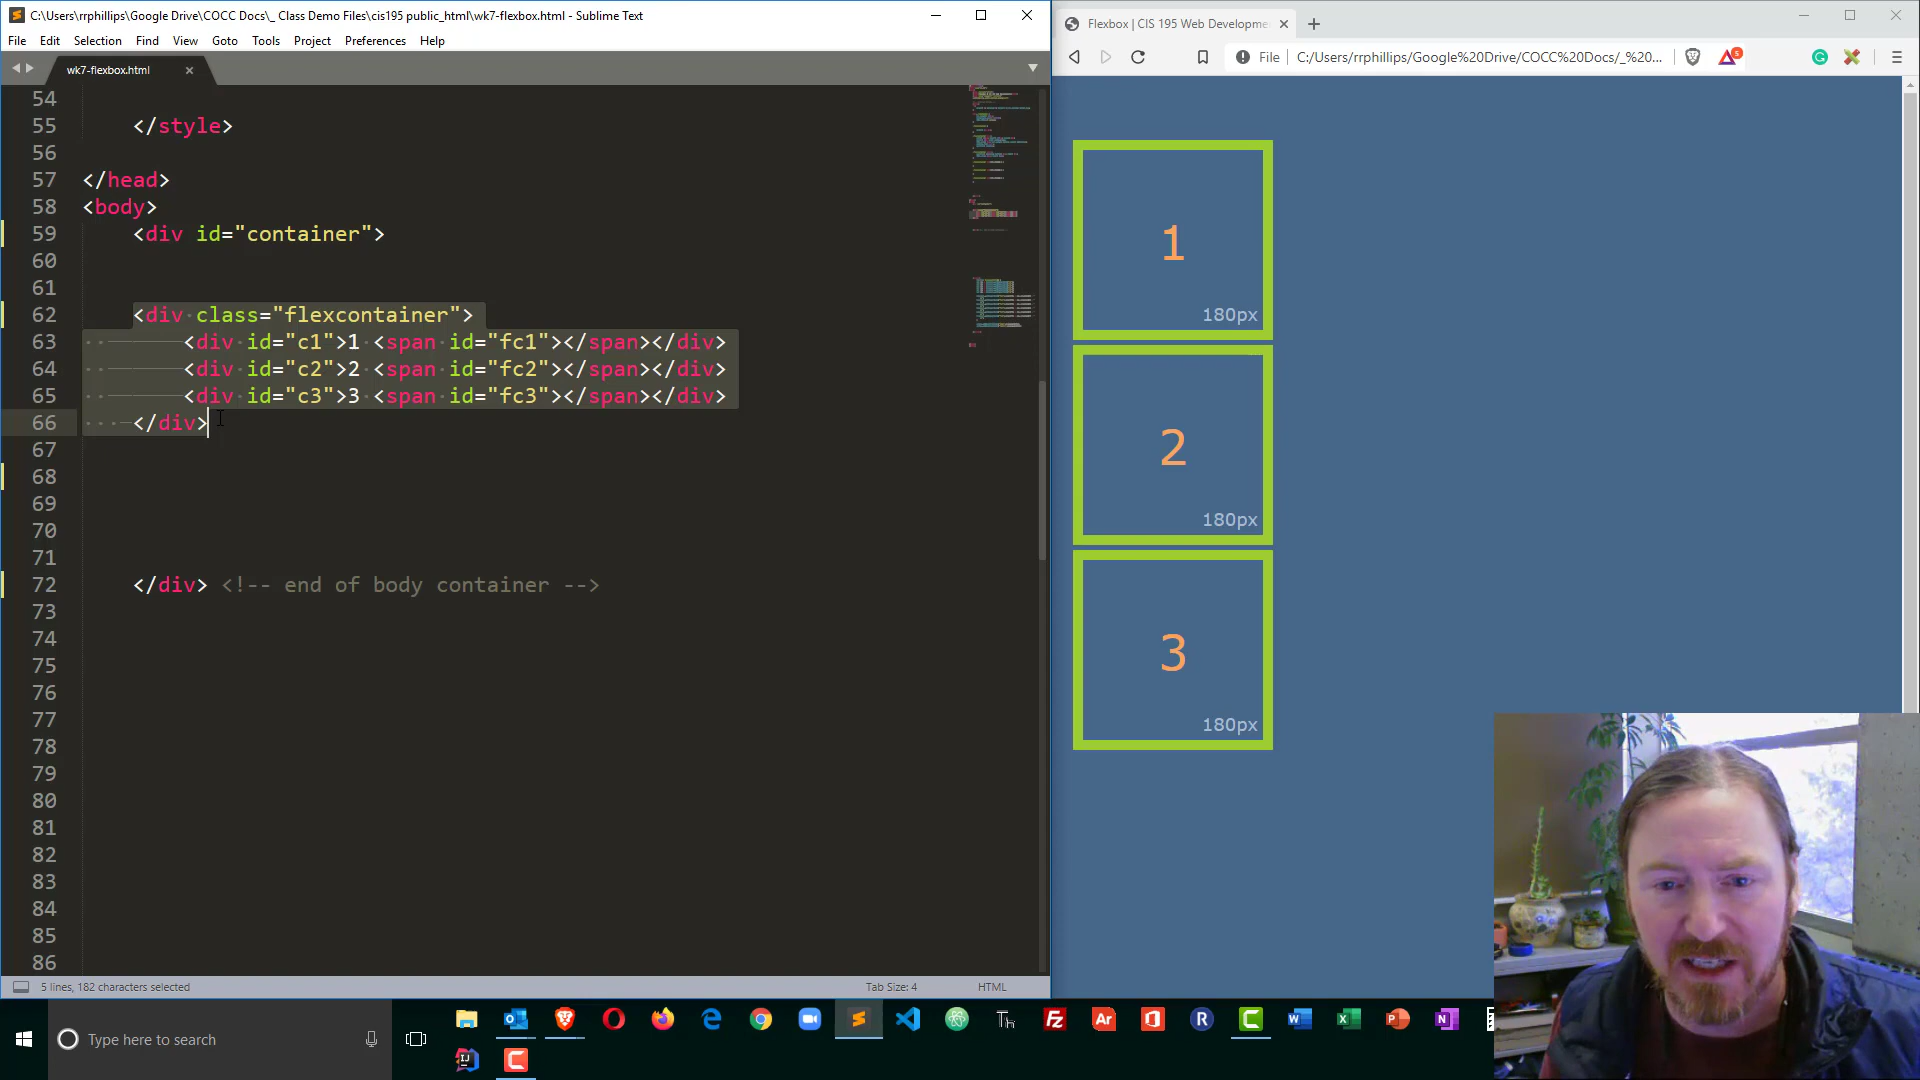 C:\Users\rrphillips\Google Drive\COCC Docs\_ Class Demo Files\cis195 public_html\wk7-flexbox.html - Sublime Text
File Edit Selection Find View Goto Tools Project Preferences Help
wk7-flexbox.html
54
55 </style>
56
57 </head>
58 <body>
59 <div id="container">
60
61
62 <div class="flexcontainer">
63 <div id="c1">1 <span id="fc1"></span></div>
64 <div id="c2">2 <span id="fc2"></span></div>
65 <div id="c3">3 <span id="fc3"></span></div>
66 </div>
67
68
69
70
71
72 </div> <!-- end of body container -->
73
74
75
76
77
78
79
80
81
82
83
84
85
86
5 lines, 182 characters selected
Tab Size: 4
HTML
Flexbox | CIS 195 Web Developme
File C:/Users/rrphillips/Google%20Drive/COCC%20Docs/_%20...
5
1
180px
2
180px
3
180px
Type here to search